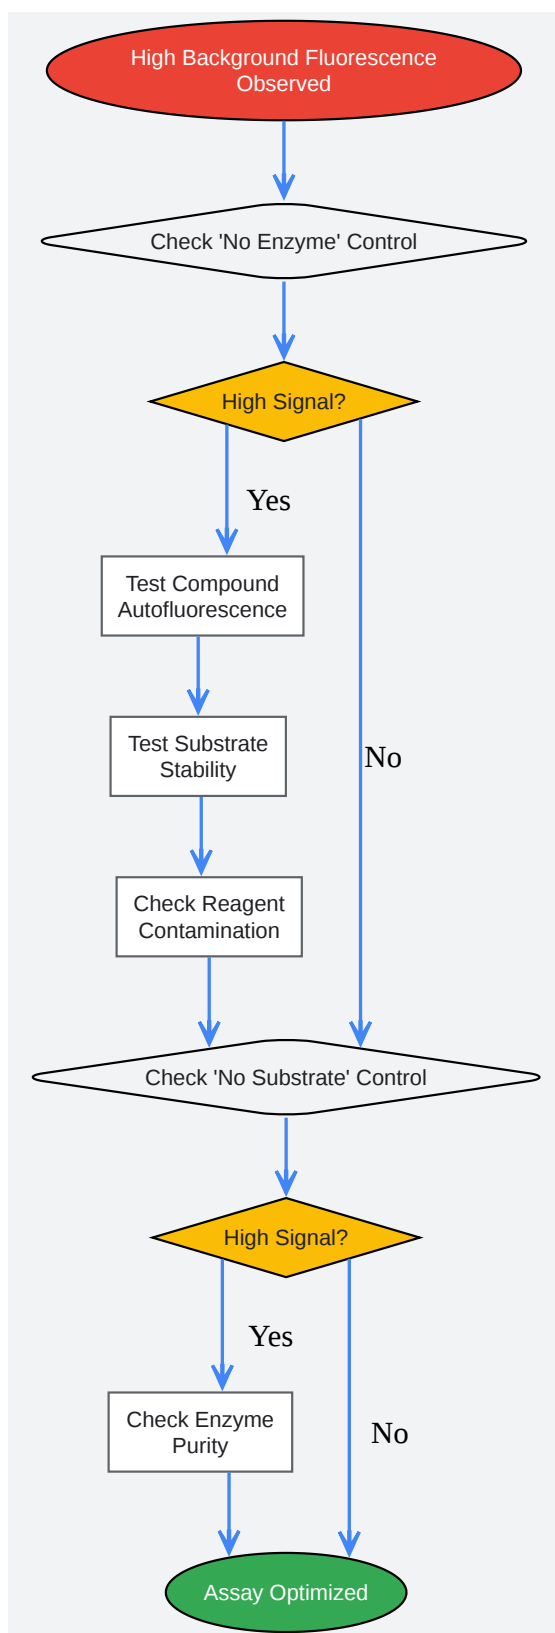 High Background Fluorescence
Observed
Check 'No Enzyme' Control
High Signal?
Yes
Test Compound
Autofluorescence
Test Substrate
Stability
No
Check Reagent
Contamination
Check 'No Substrate' Control
High Signal?
Yes
Check Enzyme
Purity
No
Assay Optimized